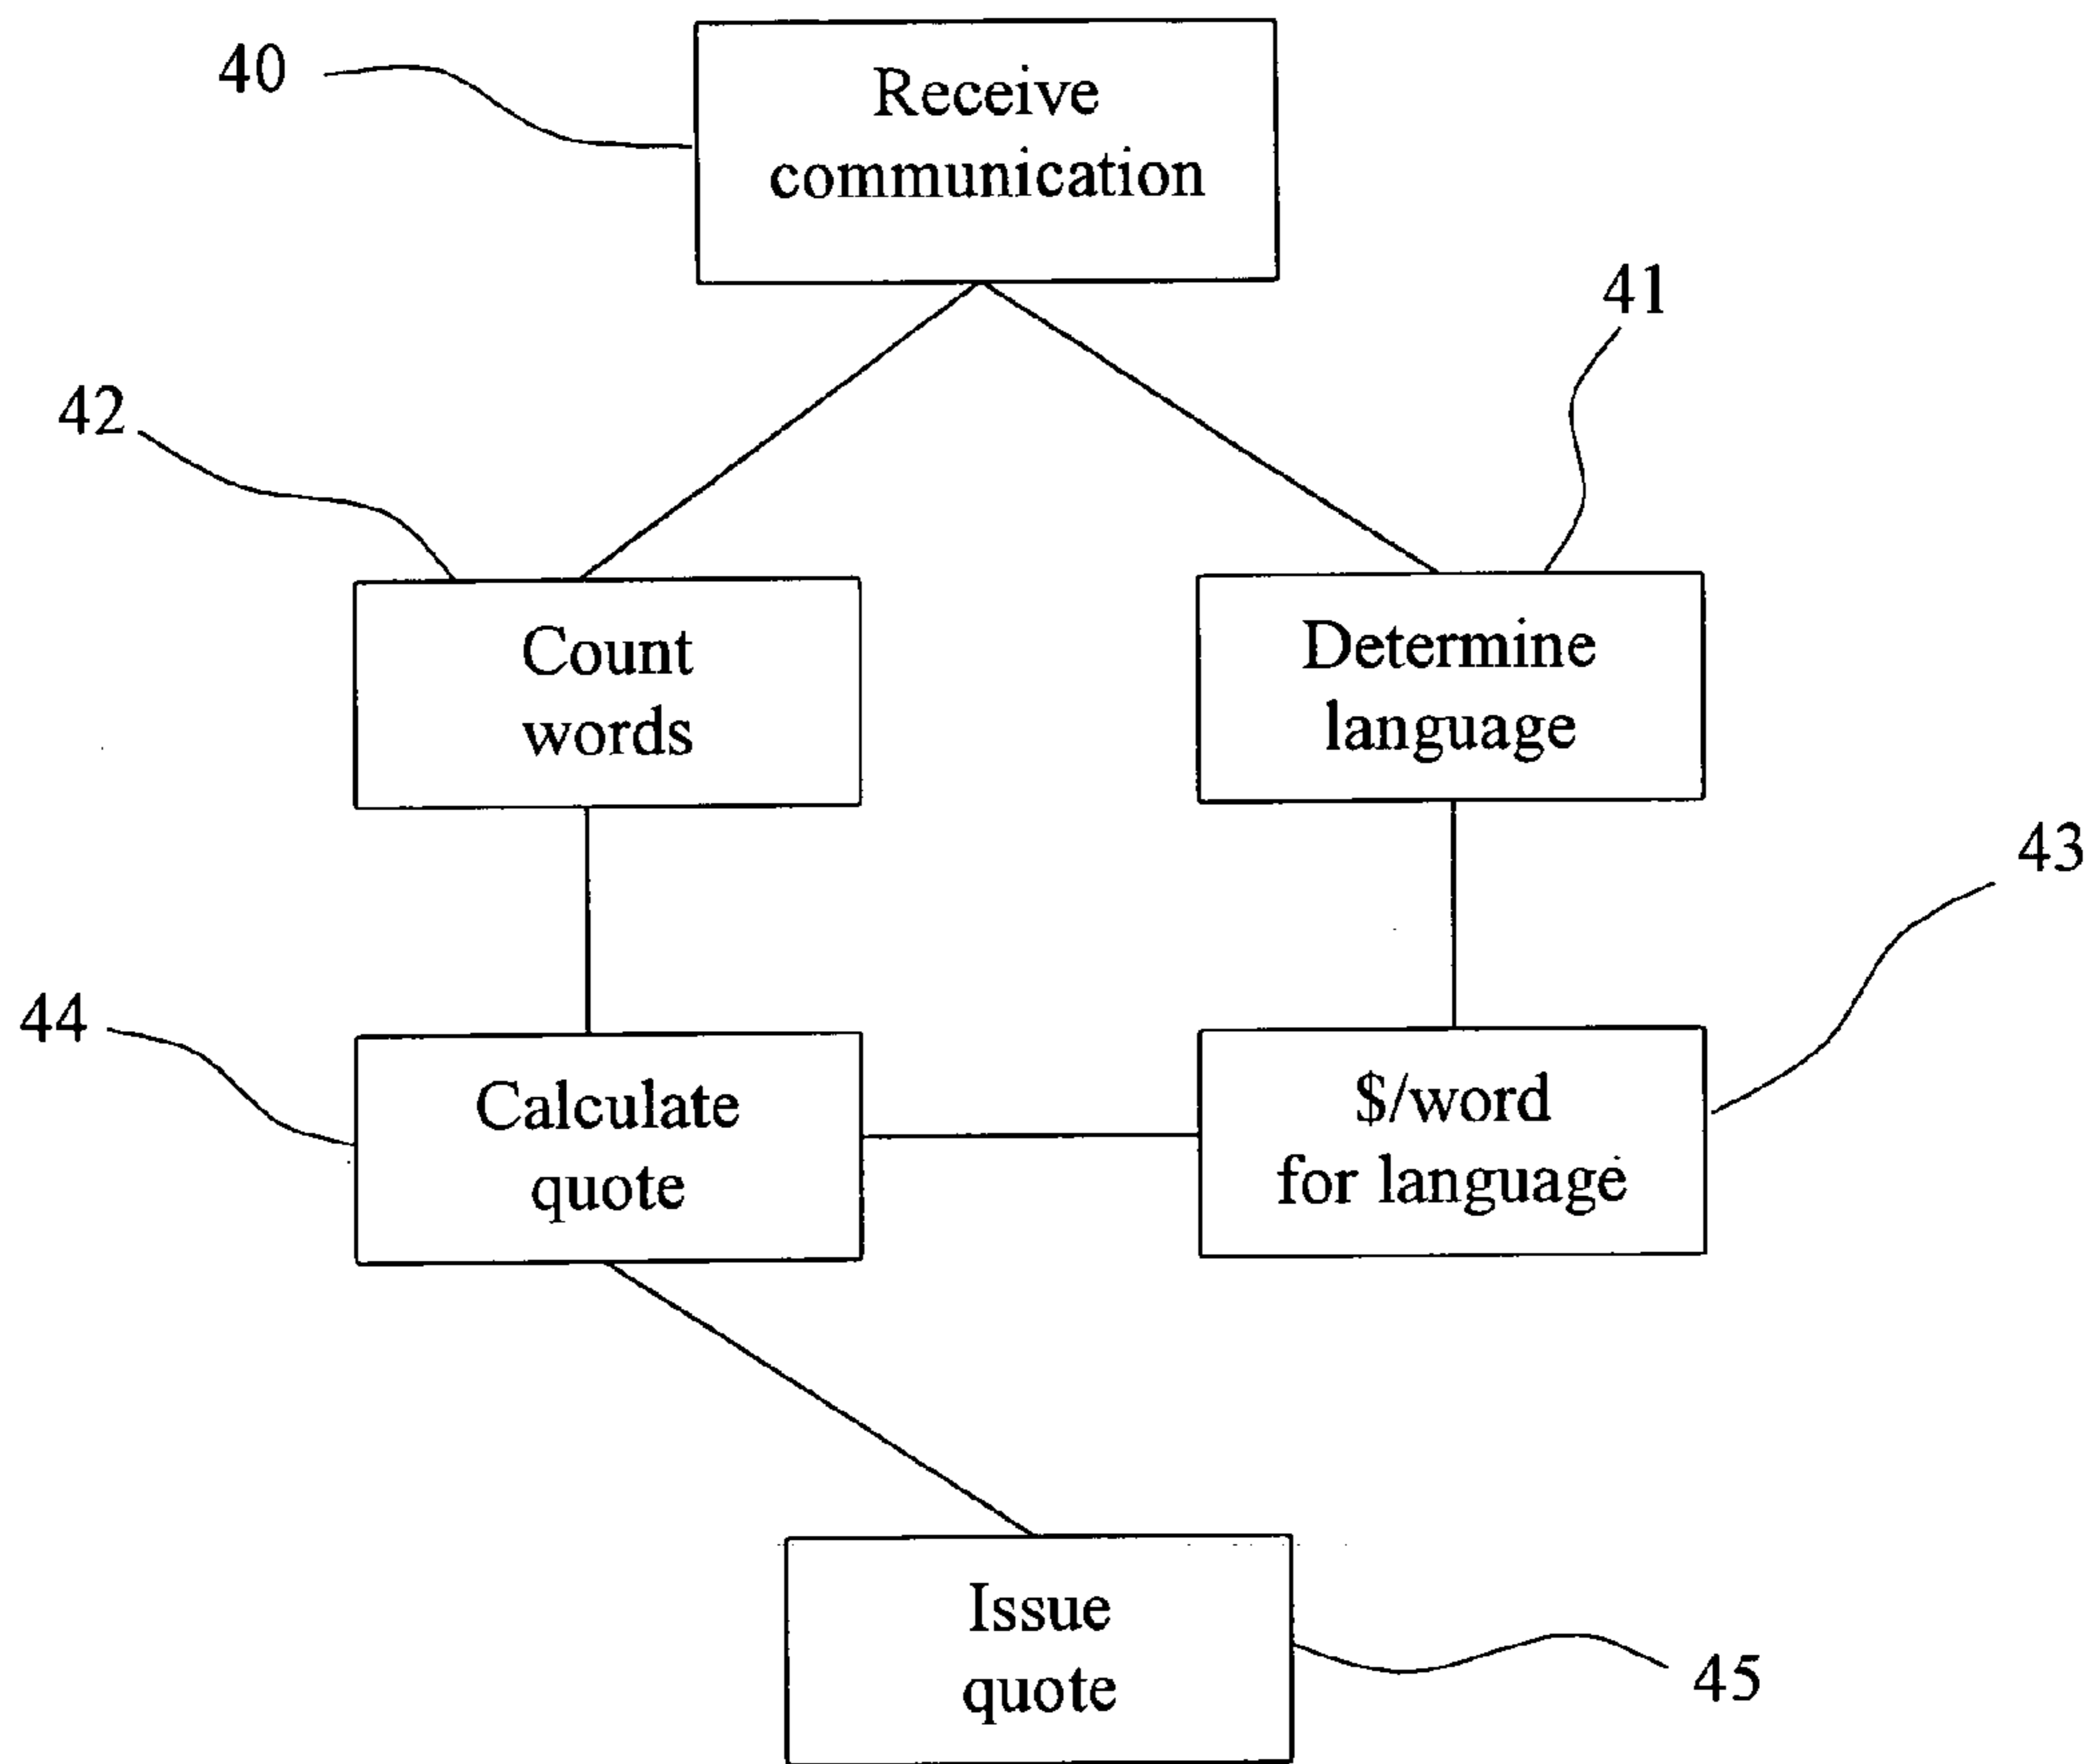 40
Receive
communication
41
42
Count
words
Determine
language
43
44
Calculate
quote
$/word
for language
Issue
quote
45